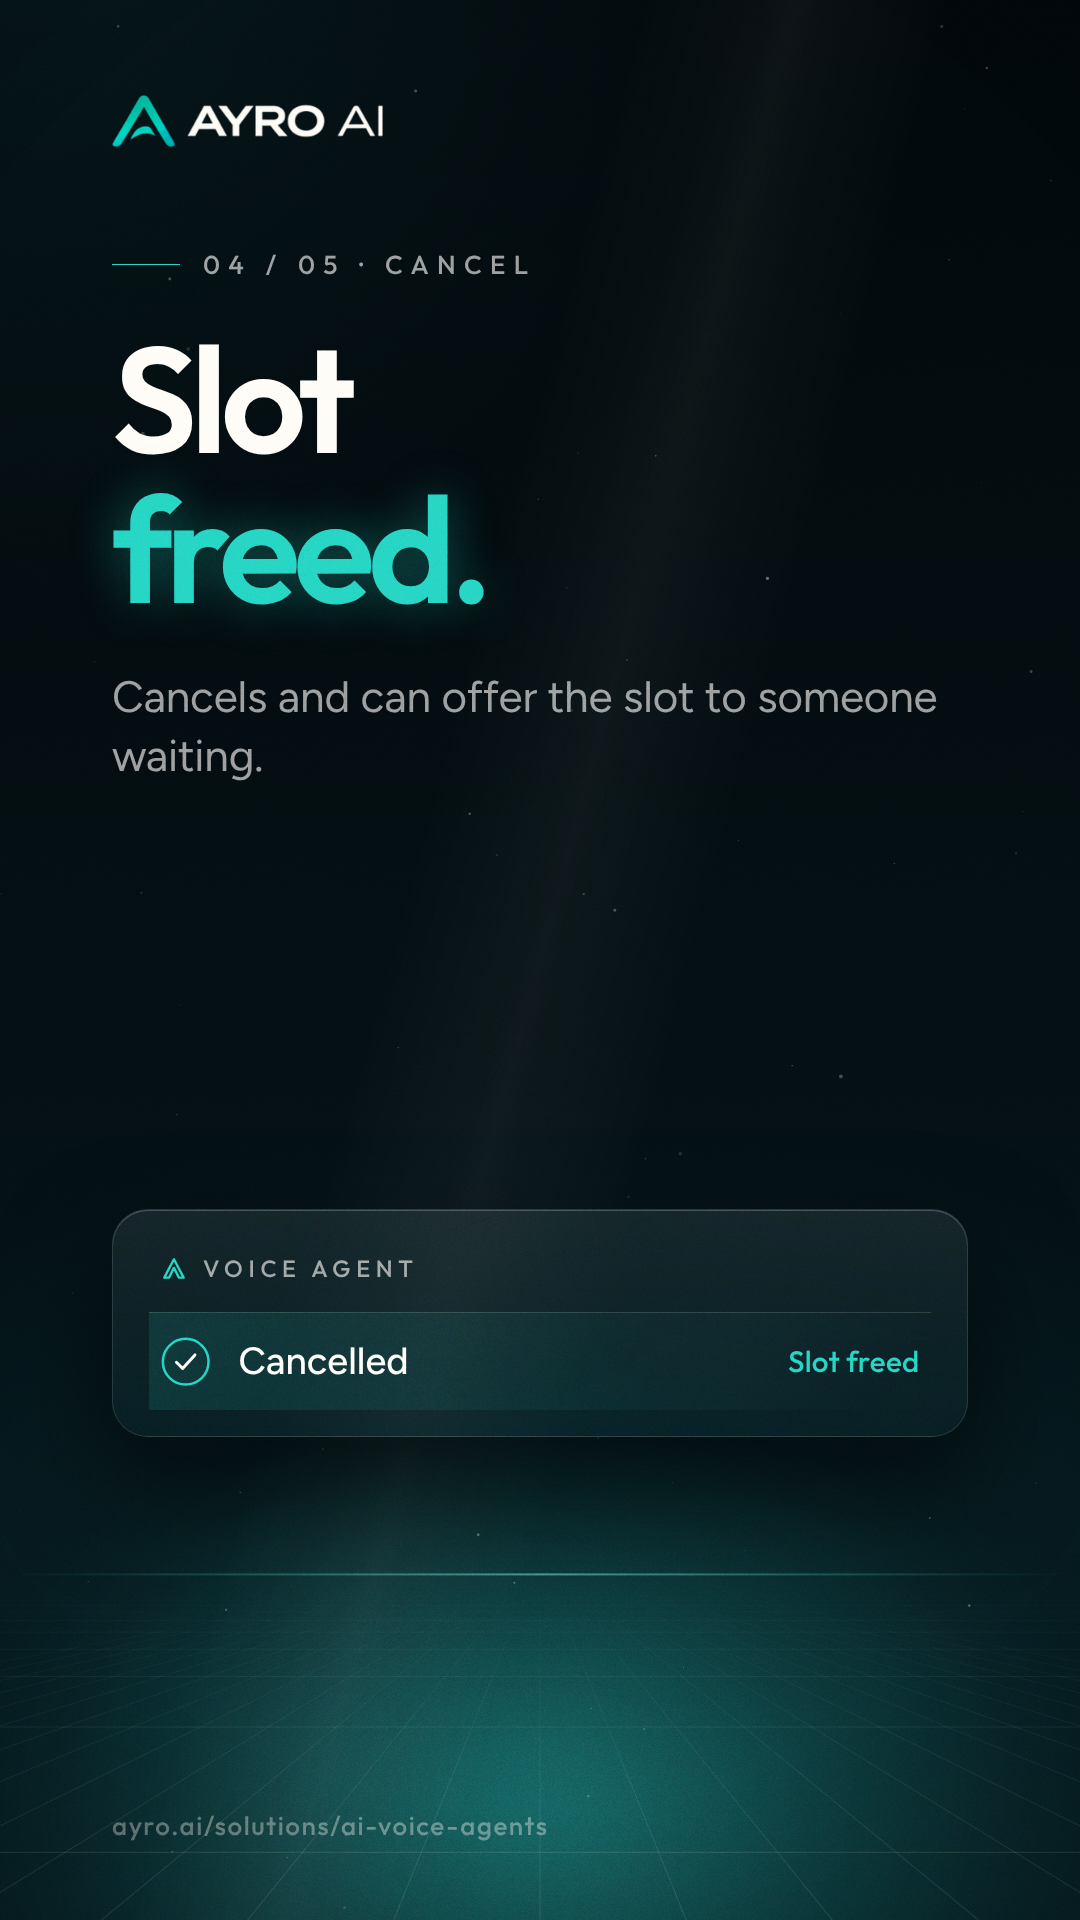 AYRO AI
04 / 05 · CANCEL
Slot
freed.
Cancels and can offer the slot to someone
waiting.
VOICE AGENT
Cancelled
Slot freed
ayro.ai/solutions/ai-voice-agents